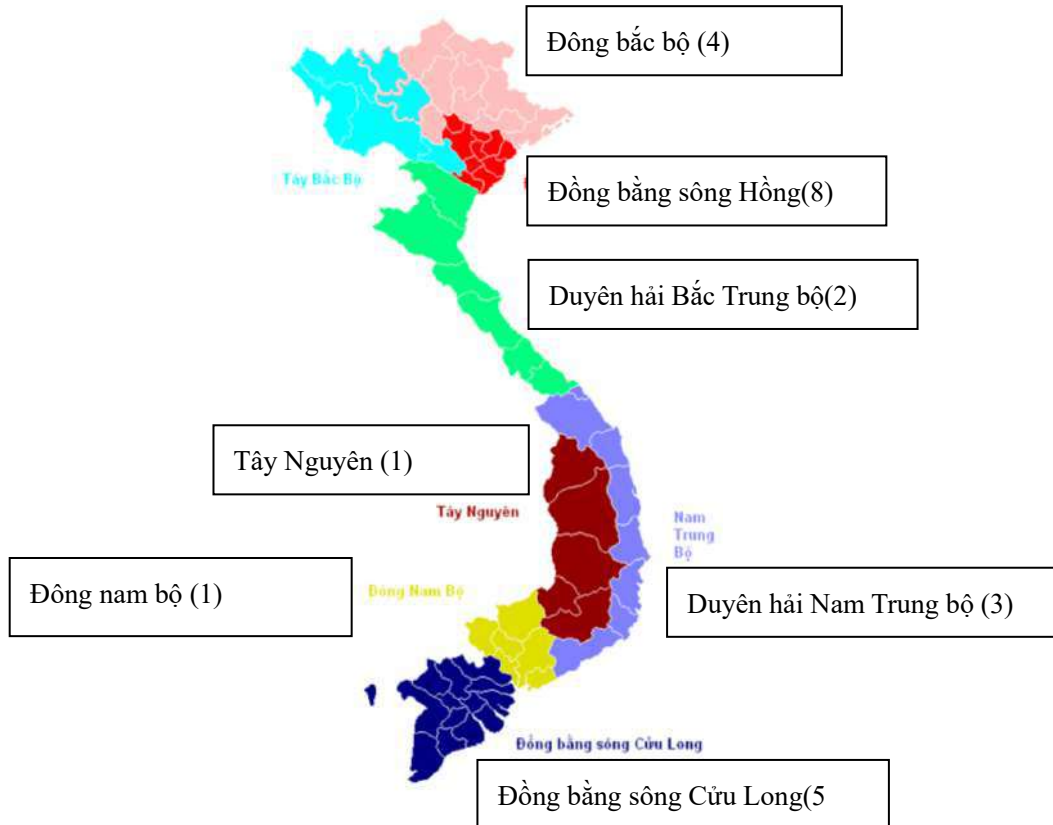 Đông bắc bộ (4)
Tây Bắc Bộ
Đồng bằng sông Hồng(8)
Duyên hải Bắc Trung bộ(2)
Tây Nguyên (1)
Tây Nguyên
Nam
Trung
Bộ
Đông nam bộ (1)
Đông Nam Bộ
Duyên hải Nam Trung bộ (3)
Đồng bằng sông Cửu Long
Đồng bằng sông Cửu Long(5